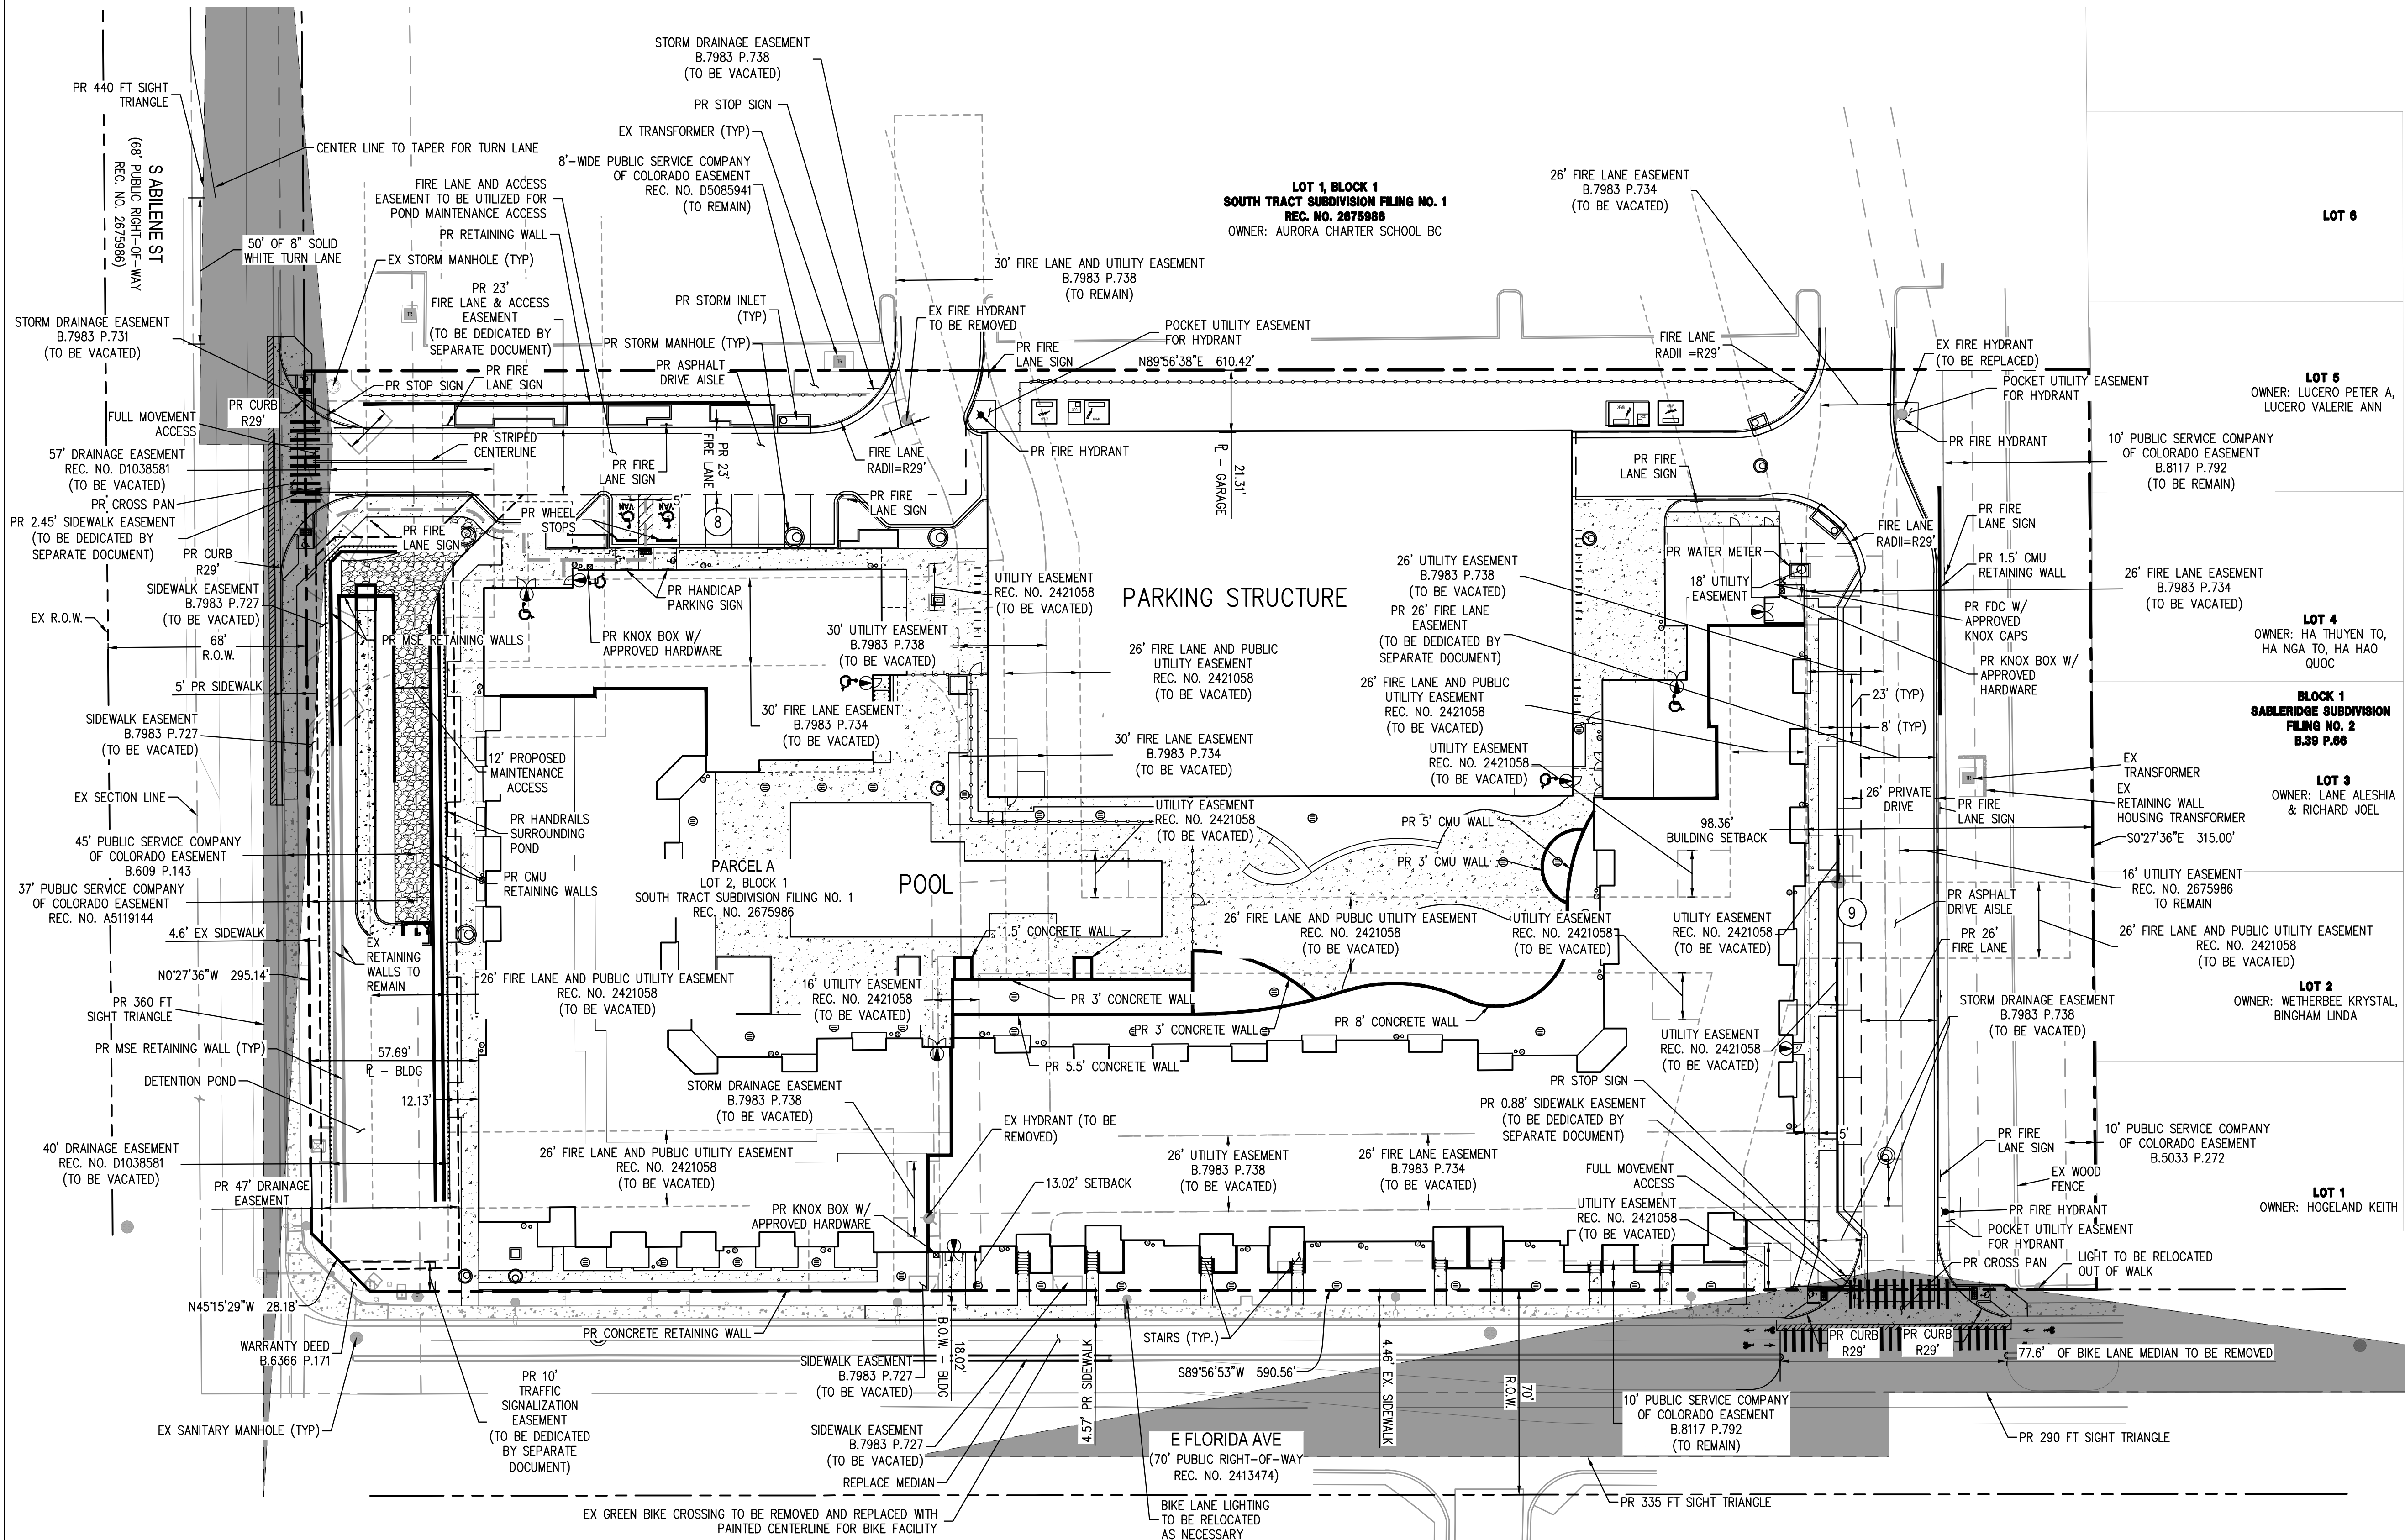 STORM DRAINAGE EASEMENT
B.7983 P.738
(TO BE VACATED)
PR 440 FT SIGHT
TRIANGLE
S ABILENE ST
(68' PUBLIC RIGHT-OF-WAY
REC. NO. 2675986)
CENTER LINE TO TAPER FOR TURN LANE
PR STOP SIGN
EX TRANSFORMER (TYP)
8'-WIDE PUBLIC SERVICE COMPANY
OF COLORADO EASEMENT
REC. NO. D5085941
(TO REMAIN)
FIRE LANE AND ACCESS
EASEMENT TO BE UTILIZED FOR
POND MAINTENANCE ACCESS
PR RETAINING WALL
50' OF 8" SOLID
WHITE TURN LANE
EX STORM MANHOLE (TYP)
LOT 1, BLOCK 1
SOUTH TRACT SUBDIVISION FILING NO. 1
REC. NO. 2675986
OWNER: AURORA CHARTER SCHOOL BC
26' FIRE LANE EASEMENT
B.7983 P.734
(TO BE VACATED)
LOT 6
30' FIRE LANE AND UTILITY EASEMENT
B.7983 P.738
(TO REMAIN)
PR 23'
FIRE LANE & ACCESS
EASEMENT
(TO BE DEDICATED BY
SEPARATE DOCUMENT)
PR STORM INLET
(TYP)
EX FIRE HYDRANT
TO BE REMOVED
POCKET UTILITY EASEMENT
FOR HYDRANT
STORM DRAINAGE EASEMENT
B.7983 P.731
(TO BE VACATED)
PR STORM MANHOLE (TYP)
PR FIRE
LANE SIGN
N89°56'38"E 610.42'
FIRE LANE
RADII =R29'
EX FIRE HYDRANT
(TO BE REPLACED)
POCKET UTILITY EASEMENT
FOR HYDRANT
LOT 5
OWNER: LUCERO PETER A,
LUCERO VALERIE ANN
PR STOP SIGN
PR FIRE
LANE SIGN
PR ASPHALT
DRIVE AISLE
PR CURB
R29'
FULL MOVEMENT
ACCESS
PR STRIPED
CENTERLINE
PR FIRE
LANE SIGN
PR 23'
FIRE LANE
FIRE LANE
RADII=R29'
PR FIRE HYDRANT
21.31'
PL - GARAGE
PR FIRE HYDRANT
10' PUBLIC SERVICE COMPANY
OF COLORADO EASEMENT
B.8117 P.792
(TO BE REMAIN)
57' DRAINAGE EASEMENT
REC. NO. D1038581
(TO BE VACATED)
PR CROSS PAN
PR 2.45' SIDEWALK EASEMENT
(TO BE DEDICATED BY
SEPARATE DOCUMENT)
PR FIRE
LANE SIGN
PR WHEEL
STOPS
VAN
VAN
5'
8
PR FIRE
LANE SIGN
PR FIRE
LANE SIGN
FIRE LANE
RADII=R29'
PR FIRE
LANE SIGN
PR 1.5' CMU
RETAINING WALL
PR CURB
R29'
SIDEWALK EASEMENT
B.7983 P.727
(TO BE VACATED)
EX R.O.W.
68'
R.O.W.
PR MSE RETAINING WALLS
PR HANDICAP
PARKING SIGN
PR KNOX BOX W/
APPROVED HARDWARE
UTILITY EASEMENT
REC. NO. 2421058
(TO BE VACATED)
30' UTILITY EASEMENT
B.7983 P.738
(TO BE VACATED)
PARKING STRUCTURE
26' FIRE LANE AND PUBLIC
UTILITY EASEMENT
REC. NO. 2421058
(TO BE VACATED)
26' UTILITY EASEMENT
B.7983 P.738
(TO BE VACATED)
PR 26' FIRE LANE
EASEMENT
(TO BE DEDICATED BY
SEPARATE DOCUMENT)
PR WATER METER
18' UTILITY
EASEMENT
26' FIRE LANE EASEMENT
B.7983 P.734
(TO BE VACATED)
PR FDC W/
APPROVED
KNOX CAPS
LOT 4
OWNER: HA THUYEN TO,
HA NGA TO, HA HAO
QUOC
PR KNOX BOX W/
APPROVED
HARDWARE
5' PR SIDEWALK
SIDEWALK EASEMENT
B.7983 P.727
(TO BE VACATED)
30' FIRE LANE EASEMENT
B.7983 P.734
(TO BE VACATED)
30' FIRE LANE EASEMENT
B.7983 P.734
(TO BE VACATED)
26' FIRE LANE AND PUBLIC
UTILITY EASEMENT
REC. NO. 2421058
(TO BE VACATED)
UTILITY EASEMENT
REC. NO. 2421058
(TO BE VACATED)
23' (TYP)
8' (TYP)
BLOCK 1
SABLERIDGE SUBDIVISION
FILING NO. 2
B.39 P.66
12' PROPOSED
MAINTENANCE
ACCESS
EX SECTION LINE
PR HANDRAILS
SURROUNDING
POND
UTILITY EASEMENT
REC. NO. 2421058
(TO BE VACATED)
26' PRIVATE
DRIVE
PR FIRE
LANE SIGN
EX
TRANSFORMER
EX
RETAINING WALL
HOUSING TRANSFORMER
LOT 3
OWNER: LANE ALESHIA
& RICHARD JOEL
45' PUBLIC SERVICE COMPANY
OF COLORADO EASEMENT
B.609 P.143
PR 5' CMU WALL
98.36'
BUILDING SETBACK
S0°27'36"E 315.00'
PR 3' CMU WALL
37' PUBLIC SERVICE COMPANY
OF COLORADO EASEMENT
REC. NO. A5119144
PR CMU
RETAINING WALLS
PARCEL A
LOT 2, BLOCK 1
SOUTH TRACT SUBDIVISION FILING NO. 1
REC. NO. 2675986
POOL
16' UTILITY EASEMENT
REC. NO. 2675986
TO REMAIN
PR ASPHALT
DRIVE AISLE
9
4.6' EX SIDEWALK
EX
RETAINING
WALLS TO
REMAIN
1.5' CONCRETE WALL
26' FIRE LANE AND PUBLIC UTILITY EASEMENT
REC. NO. 2421058
(TO BE VACATED)
UTILITY EASEMENT
REC. NO. 2421058
(TO BE VACATED)
UTILITY EASEMENT
REC. NO. 2421058
(TO BE VACATED)
PR 26'
FIRE LANE
26' FIRE LANE AND PUBLIC UTILITY EASEMENT
REC. NO. 2421058
(TO BE VACATED)
N0°27'36"W 295.14'
26' FIRE LANE AND PUBLIC UTILITY EASEMENT
REC. NO. 2421058
(TO BE VACATED)
16' UTILITY EASEMENT
REC. NO. 2421058
(TO BE VACATED)
PR 3' CONCRETE WALL
LOT 2
OWNER: WETHERBEE KRYSTAL,
BINGHAM LINDA
PR 360 FT
SIGHT TRIANGLE
STORM DRAINAGE EASEMENT
B.7983 P.738
(TO BE VACATED)
PR MSE RETAINING WALL (TYP)
PR 3' CONCRETE WALL
PR 8' CONCRETE WALL
UTILITY EASEMENT
REC. NO. 2421058
(TO BE VACATED)
57.69'
PL - BLDG
PR 5.5' CONCRETE WALL
DETENTION POND
12.13'
STORM DRAINAGE EASEMENT
B.7983 P.738
(TO BE VACATED)
PR STOP SIGN
PR 0.88' SIDEWALK EASEMENT
(TO BE DEDICATED BY
SEPARATE DOCUMENT)
EX HYDRANT (TO BE
REMOVED)
5'
PR FIRE
LANE SIGN
10' PUBLIC SERVICE COMPANY
OF COLORADO EASEMENT
B.5033 P.272
40' DRAINAGE EASEMENT
REC. NO. D1038581
(TO BE VACATED)
26' FIRE LANE AND PUBLIC UTILITY EASEMENT
REC. NO. 2421058
(TO BE VACATED)
26' UTILITY EASEMENT
B.7983 P.738
(TO BE VACATED)
26' FIRE LANE EASEMENT
B.7983 P.734
(TO BE VACATED)
FULL MOVEMENT
ACCESS
EX WOOD
FENCE
PR 47' DRAINAGE
EASEMENT
13.02' SETBACK
UTILITY EASEMENT
REC. NO. 2421058
(TO BE VACATED)
LOT 1
OWNER: HOGELAND KEITH
PR KNOX BOX W/
APPROVED HARDWARE
PR FIRE HYDRANT
POCKET UTILITY EASEMENT
FOR HYDRANT
LIGHT TO BE RELOCATED
OUT OF WALK
PR CROSS PAN
N45°15'29"W 28.18'
WARRANTY DEED
B.6366 P.171
PR CONCRETE RETAINING WALL
18.02'
B.O.W. - BLDG
STAIRS (TYP.)
PR CURB
R29'
PR CURB
R29'
77.6' OF BIKE LANE MEDIAN TO BE REMOVED
SIDEWALK EASEMENT
B.7983 P.727
(TO BE VACATED)
4.57' PR SIDEWALK
S89°56'53"W 590.56'
4.46' EX. SIDEWALK
70'
R.O.W.
PR 10'
TRAFFIC
SIGNALIZATION
EASEMENT
(TO BE DEDICATED
BY SEPARATE
DOCUMENT)
EX SANITARY MANHOLE (TYP)
10' PUBLIC SERVICE COMPANY
OF COLORADO EASEMENT
B.8117 P.792
(TO REMAIN)
SIDEWALK EASEMENT
B.7983 P.727
(TO BE VACATED)
E FLORIDA AVE
(70' PUBLIC RIGHT-OF-WAY
REC. NO. 2413474)
PR 290 FT SIGHT TRIANGLE
REPLACE MEDIAN
PR 335 FT SIGHT TRIANGLE
EX GREEN BIKE CROSSING TO BE REMOVED AND REPLACED WITH
PAINTED CENTERLINE FOR BIKE FACILITY
BIKE LANE LIGHTING
TO BE RELOCATED
AS NECESSARY